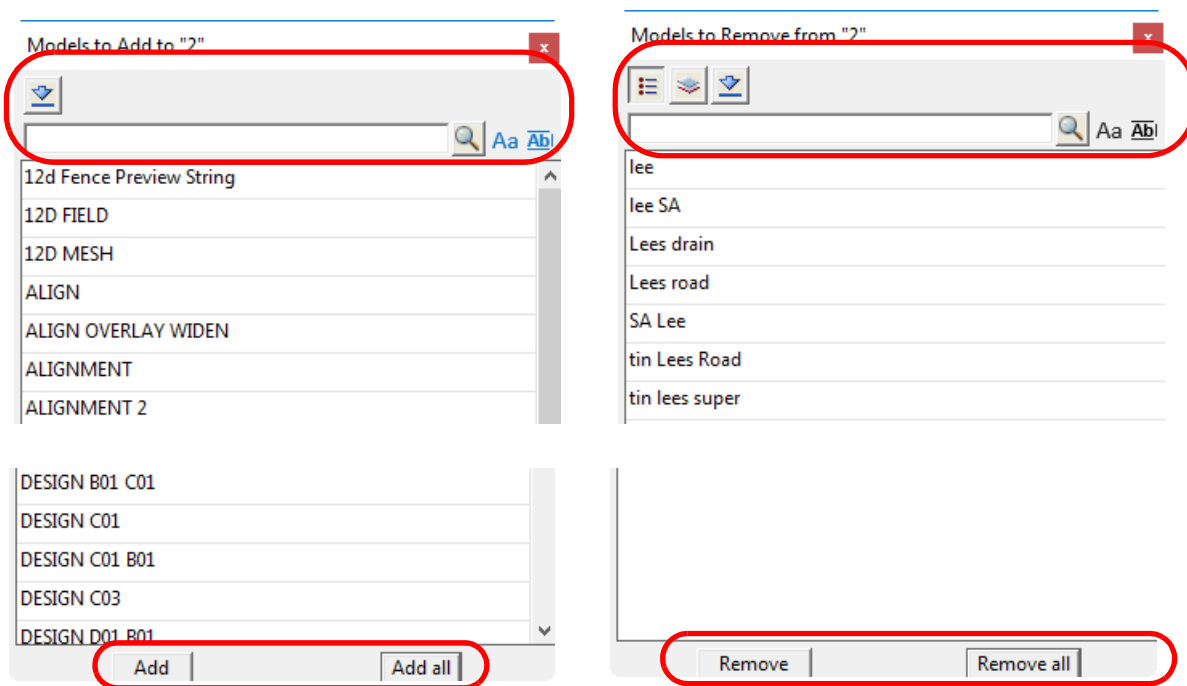 Models to Add to "2"
x
Aa Abl
12d Fence Preview String
12D FIELD
12D MESH
ALIGN
ALIGN OVERLAY WIDEN
ALIGNMENT
ALIGNMENT 2
DESIGN B01 C01
DESIGN C01
DESIGN C01 B01
DESIGN C03
DESIGN D01 B01
Add
Add all
Models to Remove from "2"
x
Aa Abl
lee
lee SA
Lees drain
Lees road
SA Lee
tin Lees Road
tin lees super
Remove
Remove all